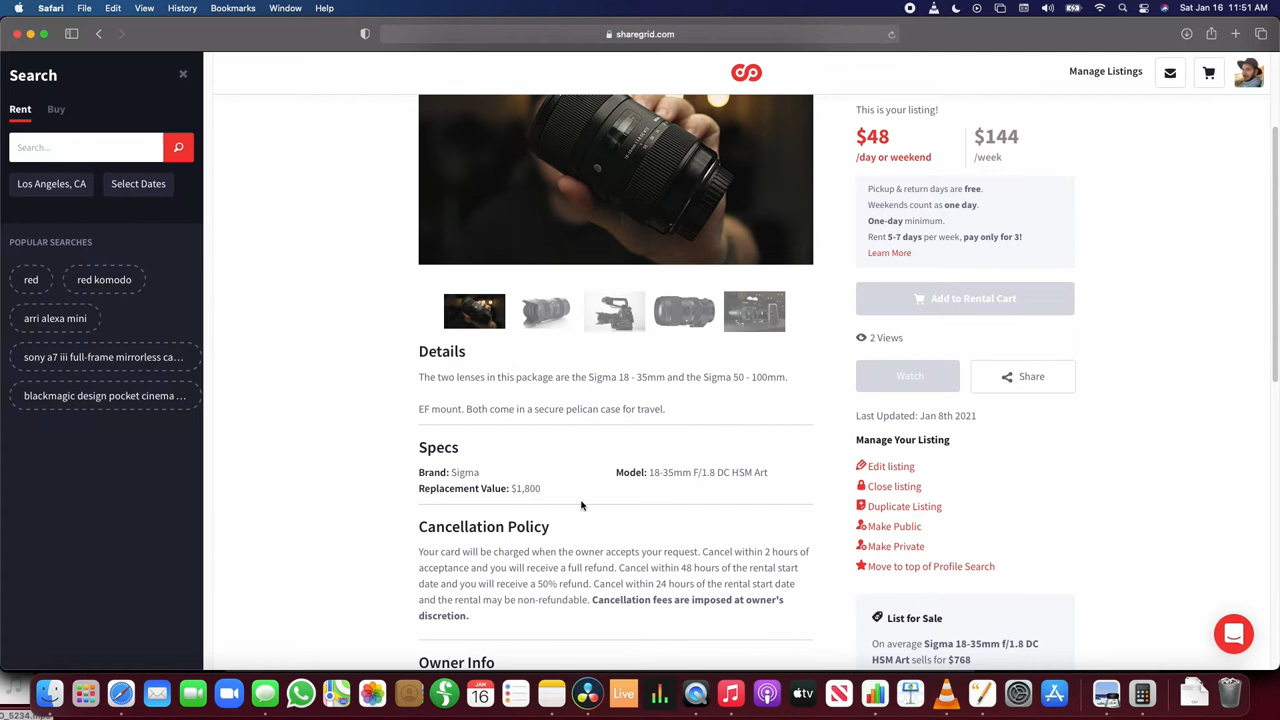 Safari File Edit View History Bookmarks Window Help
Sat Jan 16 11:51 AM
sharegrid.com
Search
Rent Buy
Search...
Los Angeles, CA Select Dates
POPULAR SEARCHES
red
red komodo
arri alexa mini
sony a7 iii full-frame mirrorless ca...
blackmagic design pocket cinema ...
Manage Listings
Details
The two lenses in this package are the Sigma 18 - 35mm and the Sigma 50 - 100mm.
EF mount. Both come in a secure pelican case for travel.
Specs
Brand: Sigma Model: 18-35mm F/1.8 DC HSM Art
Replacement Value: $1,800
Cancellation Policy
Your card will be charged when the owner accepts your request. Cancel within 2 hours of
acceptance and you will receive a full refund. Cancel within 48 hours of the rental start
date and you will receive a 50% refund. Cancel within 24 hours of the rental start date
and the rental may be non-refundable. Cancellation fees are imposed at owner's
discretion.
Owner Info
This is your listing!
$48 $144
/day or weekend /week
Pickup & return days are free.
Weekends count as one day.
One-day minimum.
Rent 5-7 days per week, pay only for 3!
Learn More
Add to Rental Cart
2 Views
Watch Share
Last Updated: Jan 8th 2021
Manage Your Listing
Edit listing
Close listing
Duplicate Listing
Make Public
Make Private
Move to top of Profile Search
List for Sale
On average Sigma 18-35mm f/1.8 DC
HSM Art sells for $768
JAN
16
Live
tv